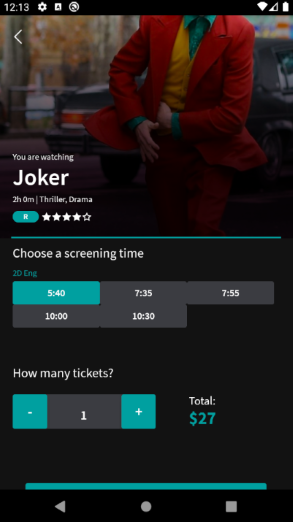 12:13
You are watching
Joker
2h 0m | Thriller, Drama
R
Choose a screening time
2D Eng
5:40 7:35 7:55
10:00 10:30
How many tickets?
Total:
- 1 + $27